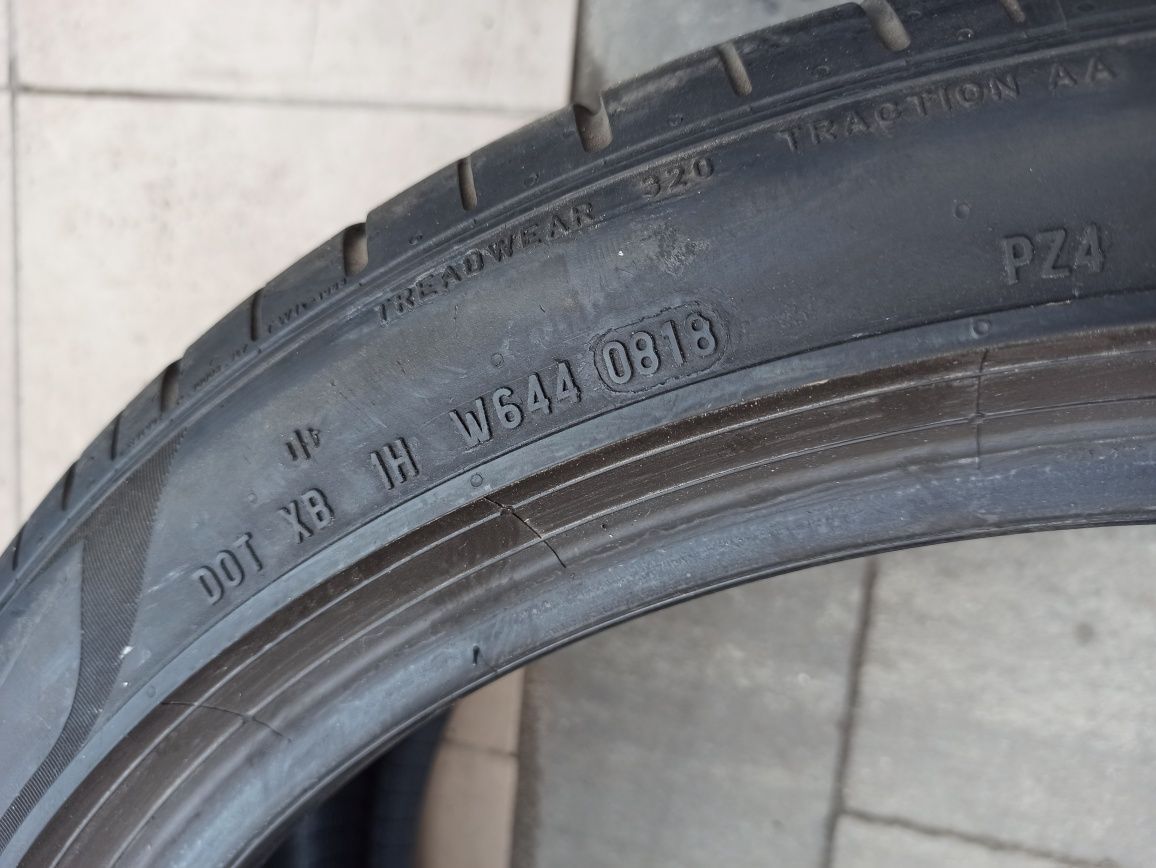 TREADWEAR 320 TRACTION AA
PZ4
DOT XB 1H W644 0818